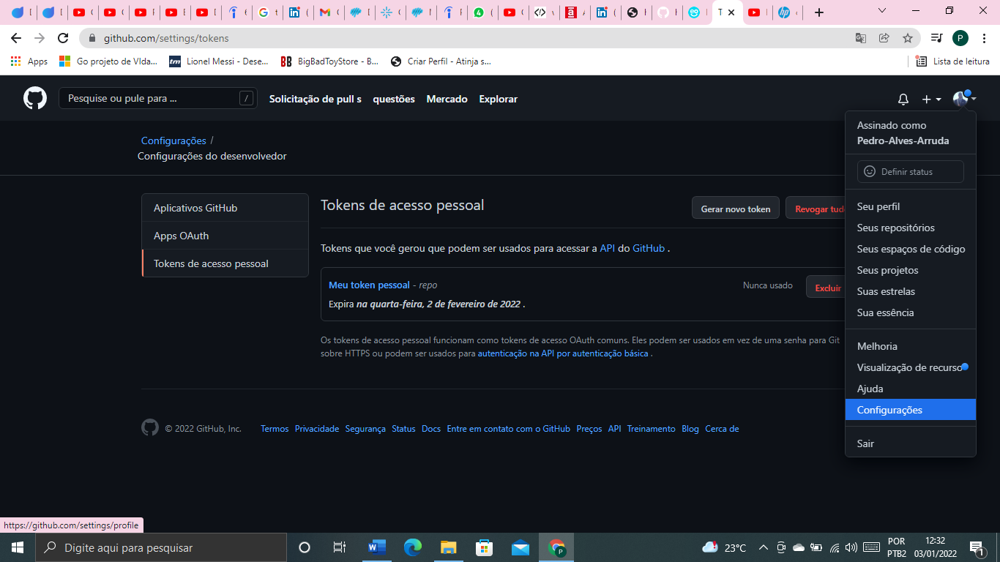 github.com/settings/tokens
P
Apps
Go projeto de VIda...
Lionel Messi - Dese...
BigBadToyStore - B...
Criar Perfil - Atinja s...
Lista de leitura
Pesquise ou pule para ... /
Solicitação de pull s questões Mercado Explorar
Configurações /
Configurações do desenvolvedor
Aplicativos GitHub
Apps OAuth
Tokens de acesso pessoal
Tokens de acesso pessoal
Gerar novo token
Tokens que você gerou que podem ser usados para acessar a API do GitHub .
Meu token pessoal - repo
Nunca usado
Excluir
Expira na quarta-feira, 2 de fevereiro de 2022 .
Os tokens de acesso pessoal funcionam como tokens de acesso OAuth comuns. Eles podem ser usados em vez de uma senha para Git
sobre HTTPS ou podem ser usados para autenticação na API por autenticação básica .
Assinado como
Pedro-Alves-Arruda
Definir status
Seu perfil
Seus repositórios
Seus espaços de código
Seus projetos
Suas estrelas
Sua essência
Melhoria
Visualização de recurso
Ajuda
Configurações
Sair
© 2022 GitHub, Inc. Termos Privacidade Segurança Status Docs Entre em contato com o GitHub Preços API Treinamento Blog Cerca de
https://github.com/settings/profile
Digite aqui para pesquisar
23°C
POR
PTB2
12:32
03/01/2022
1